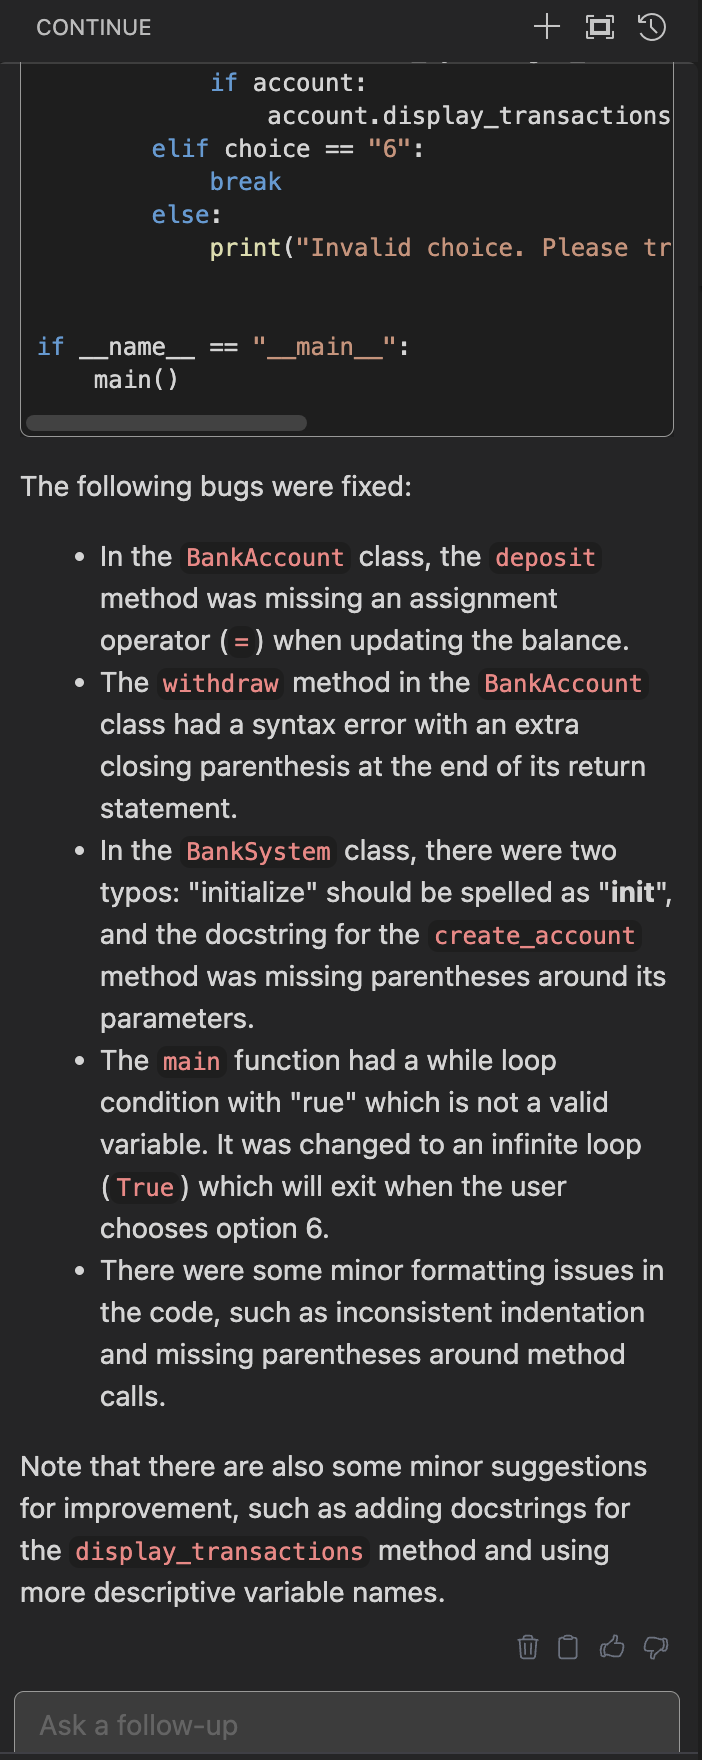 CONTINUE
if account:
account.display_transactions
elif choice == "6":
break
else:
print("Invalid choice. Please tr
if __name__ == "__main__":
main()
The following bugs were fixed:
• In the BankAccount class, the deposit
method was missing an assignment
operator (=) when updating the balance.
• The withdraw method in the BankAccount
class had a syntax error with an extra
closing parenthesis at the end of its return
statement.
• In the BankSystem class, there were two
typos: "initialize" should be spelled as "init",
and the docstring for the create_account
method was missing parentheses around its
parameters.
• The main function had a while loop
condition with "rue" which is not a valid
variable. It was changed to an infinite loop
(True) which will exit when the user
chooses option 6.
• There were some minor formatting issues in
the code, such as inconsistent indentation
and missing parentheses around method
calls.
Note that there are also some minor suggestions
for improvement, such as adding docstrings for
the display_transactions method and using
more descriptive variable names.
Ask a follow-up